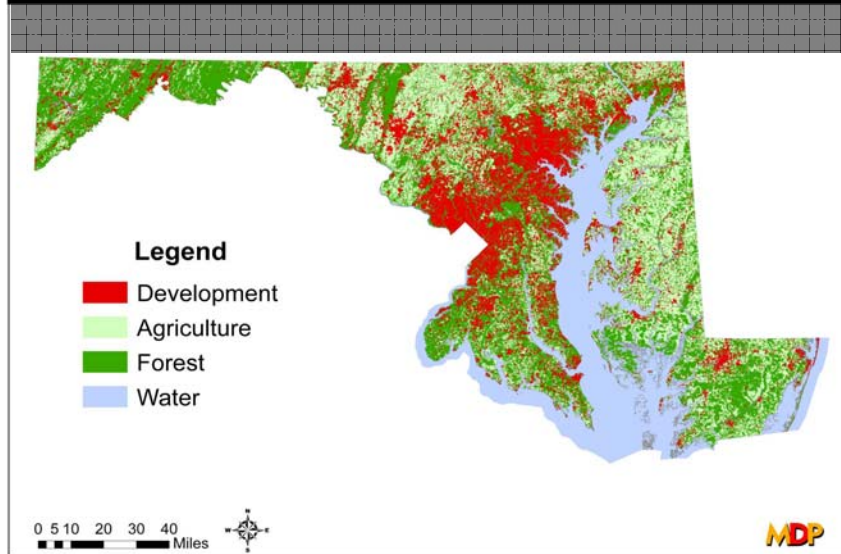 Legend
Development
Agriculture
Forest
Water
0 5 10 20 30 40
Miles
N
W E
S
MDP